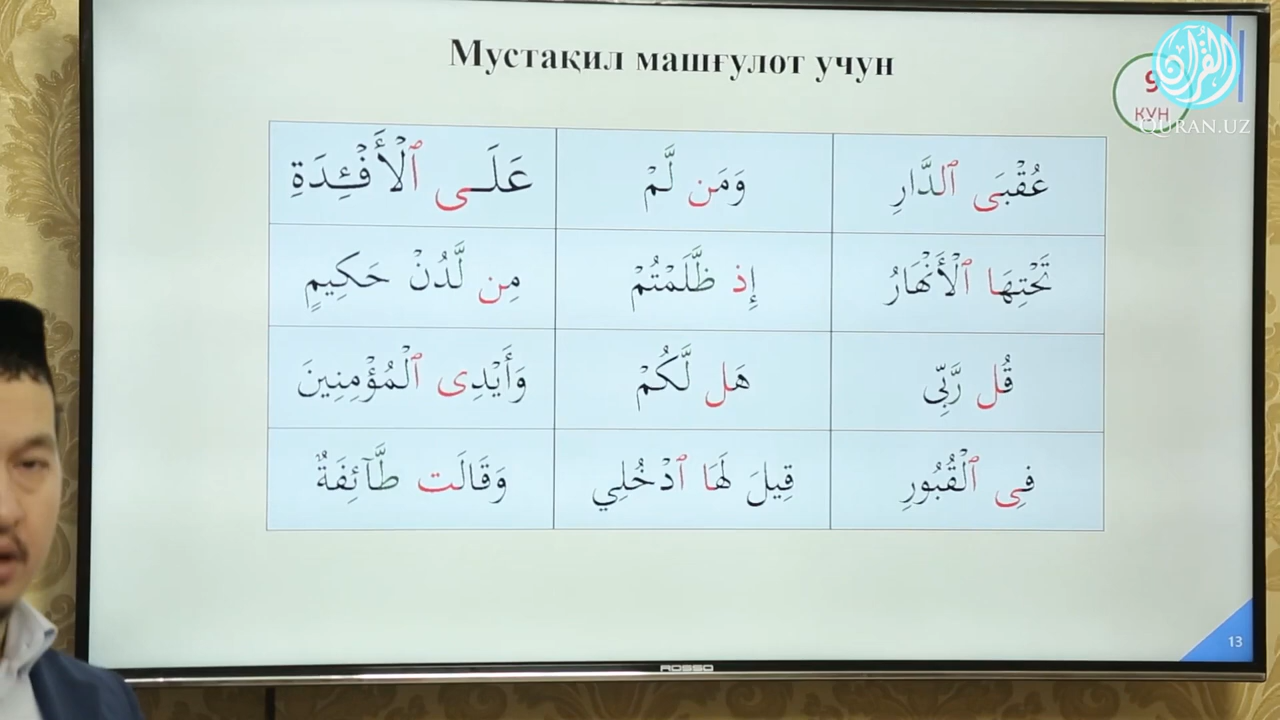 Мустақил машғулот учун
9
КУН
QURAN.UZ
عُقْبَى ٱلدَّارِ
وَمَن لَّمْ
عَلَـى ٱلْأَفْـِٔدَةِ
تَحْتِهَا ٱلْأَنْهَارُ
إِذ ظَّلَمْتُمْ
مِن لَّدُنْ حَكِيمٍ
قُل رَّبِّى
هَل لَّكُمْ
وَأَيْدِى ٱلْمُؤْمِنِينَ
فِى ٱلْقُبُورِ
قِيلَ لَهَا ٱدْخُلِي
وَقَالَت طَّآئِفَةٌ
13
ROSSO